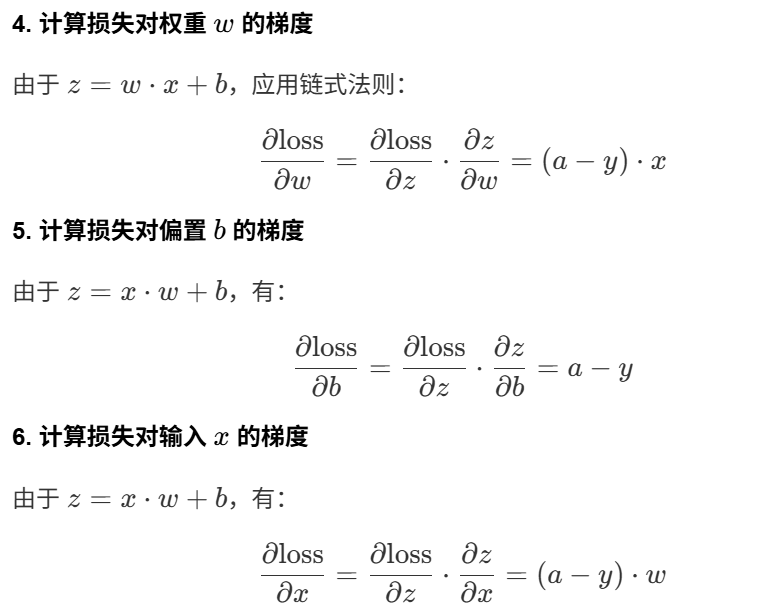 4. 计算损失对权重 w 的梯度
由于 z = w · x + b，应用链式法则：
∂loss/∂w = ∂loss/∂z · ∂z/∂w = (a − y) · x
5. 计算损失对偏置 b 的梯度
由于 z = x · w + b，有：
∂loss/∂b = ∂loss/∂z · ∂z/∂b = a − y
6. 计算损失对输入 x 的梯度
由于 z = x · w + b，有：
∂loss/∂x = ∂loss/∂z · ∂z/∂x = (a − y) · w